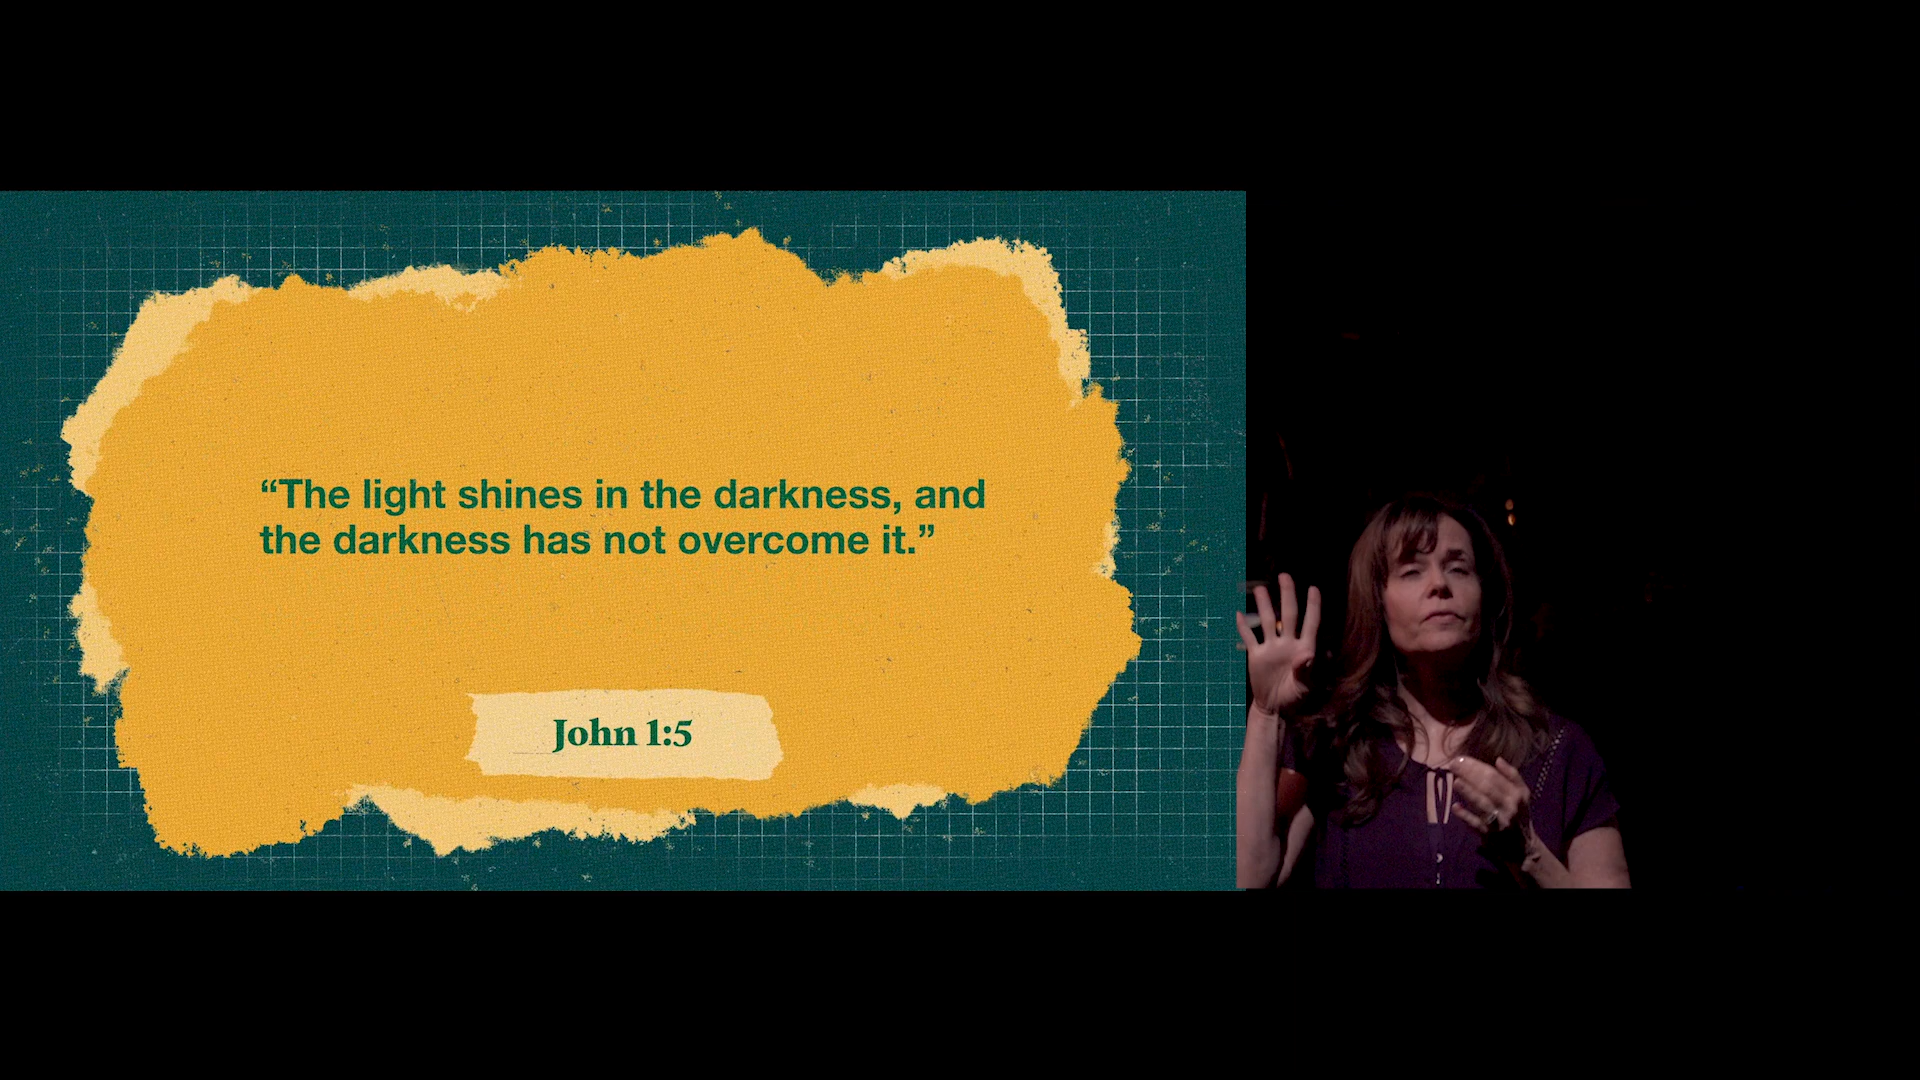 “The light shines in the darkness, and
the darkness has not overcome it.”
John 1:5